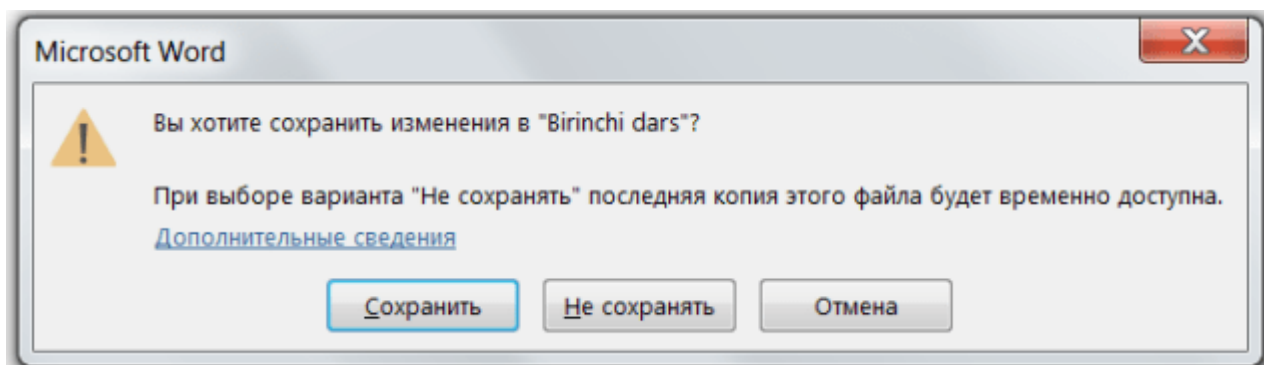 Microsoft Word
Вы хотите сохранить изменения в "Birinchi dars"?
При выборе варианта "Не сохранять" последняя копия этого файла будет временно доступна.
Дополнительные сведения
Сохранить Не сохранять Отмена